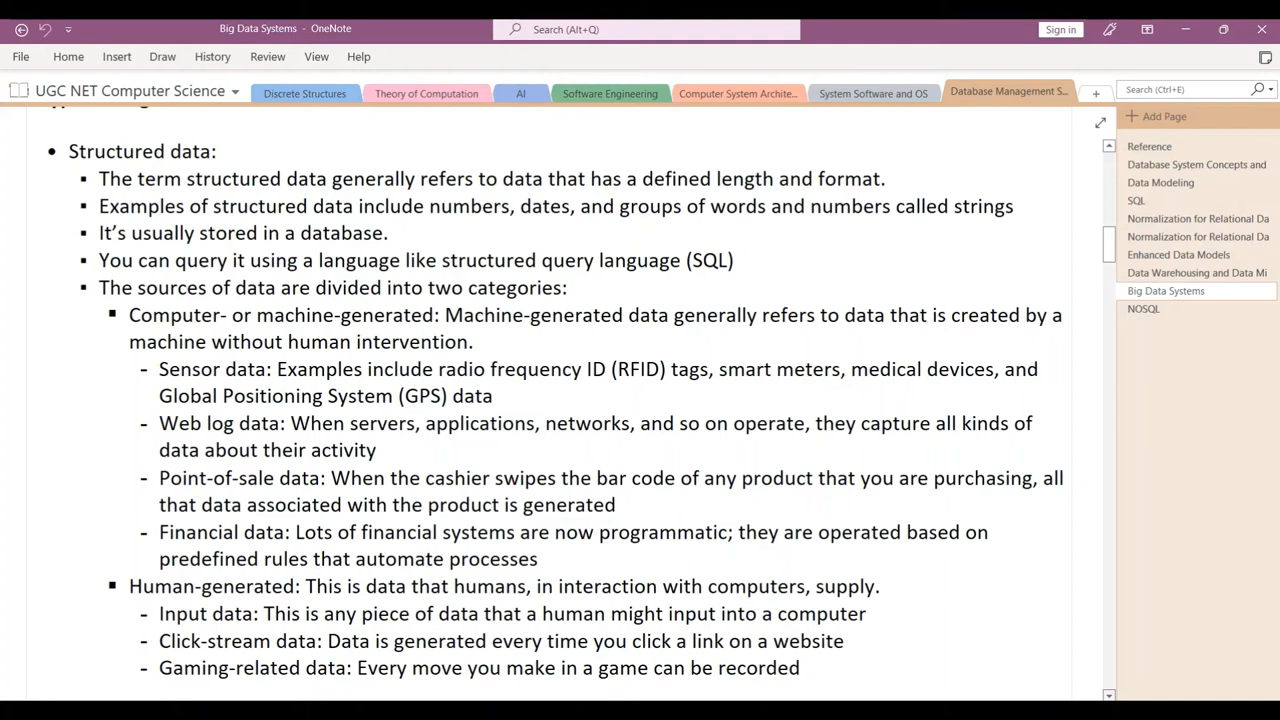 Big Data Systems - OneNote
Search (Alt+Q)
Sign in
File Home Insert Draw History Review View Help
UGC NET Computer Science
Discrete Structures
Theory of Computation
AI
Software Engineering
Computer System Archite...
System Software and OS
Database Management S...
Search (Ctrl+E)
• Structured data:
▪ The term structured data generally refers to data that has a defined length and format.
▪ Examples of structured data include numbers, dates, and groups of words and numbers called strings
▪ It’s usually stored in a database.
▪ You can query it using a language like structured query language (SQL)
▪ The sources of data are divided into two categories:
▪ Computer- or machine-generated: Machine-generated data generally refers to data that is created by a
machine without human intervention.
- Sensor data: Examples include radio frequency ID (RFID) tags, smart meters, medical devices, and
Global Positioning System (GPS) data
- Web log data: When servers, applications, networks, and so on operate, they capture all kinds of
data about their activity
- Point-of-sale data: When the cashier swipes the bar code of any product that you are purchasing, all
that data associated with the product is generated
- Financial data: Lots of financial systems are now programmatic; they are operated based on
predefined rules that automate processes
▪ Human-generated: This is data that humans, in interaction with computers, supply.
- Input data: This is any piece of data that a human might input into a computer
- Click-stream data: Data is generated every time you click a link on a website
- Gaming-related data: Every move you make in a game can be recorded
Add Page
Reference
Database System Concepts and
Data Modeling
SQL
Normalization for Relational Da
Normalization for Relational Da
Enhanced Data Models
Data Warehousing and Data Mi
Big Data Systems
NOSQL